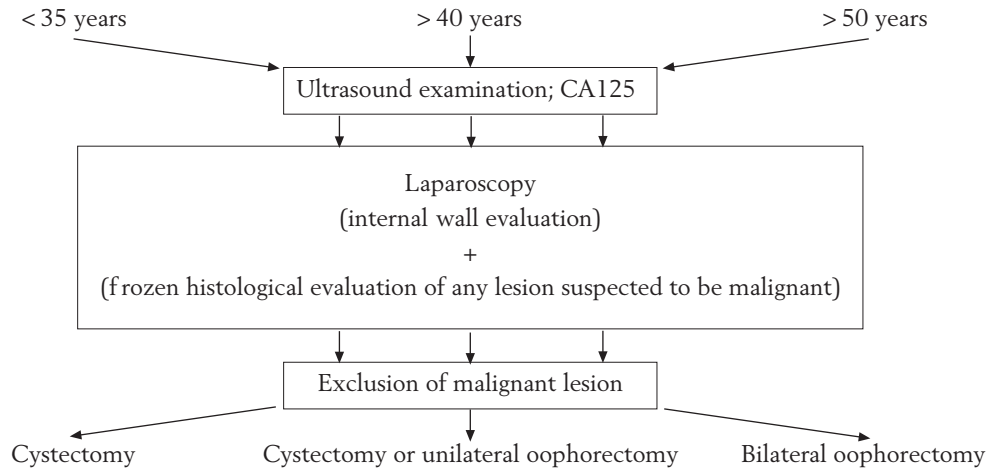 < 35 years
> 40 years
> 50 years
Ultrasound examination; CA125
Laparoscopy
(internal wall evaluation)
+
(frozen histological evaluation of any lesion suspected to be malignant)
Exclusion of malignant lesion
Cystectomy
Cystectomy or unilateral oophorectomy
Bilateral oophorectomy